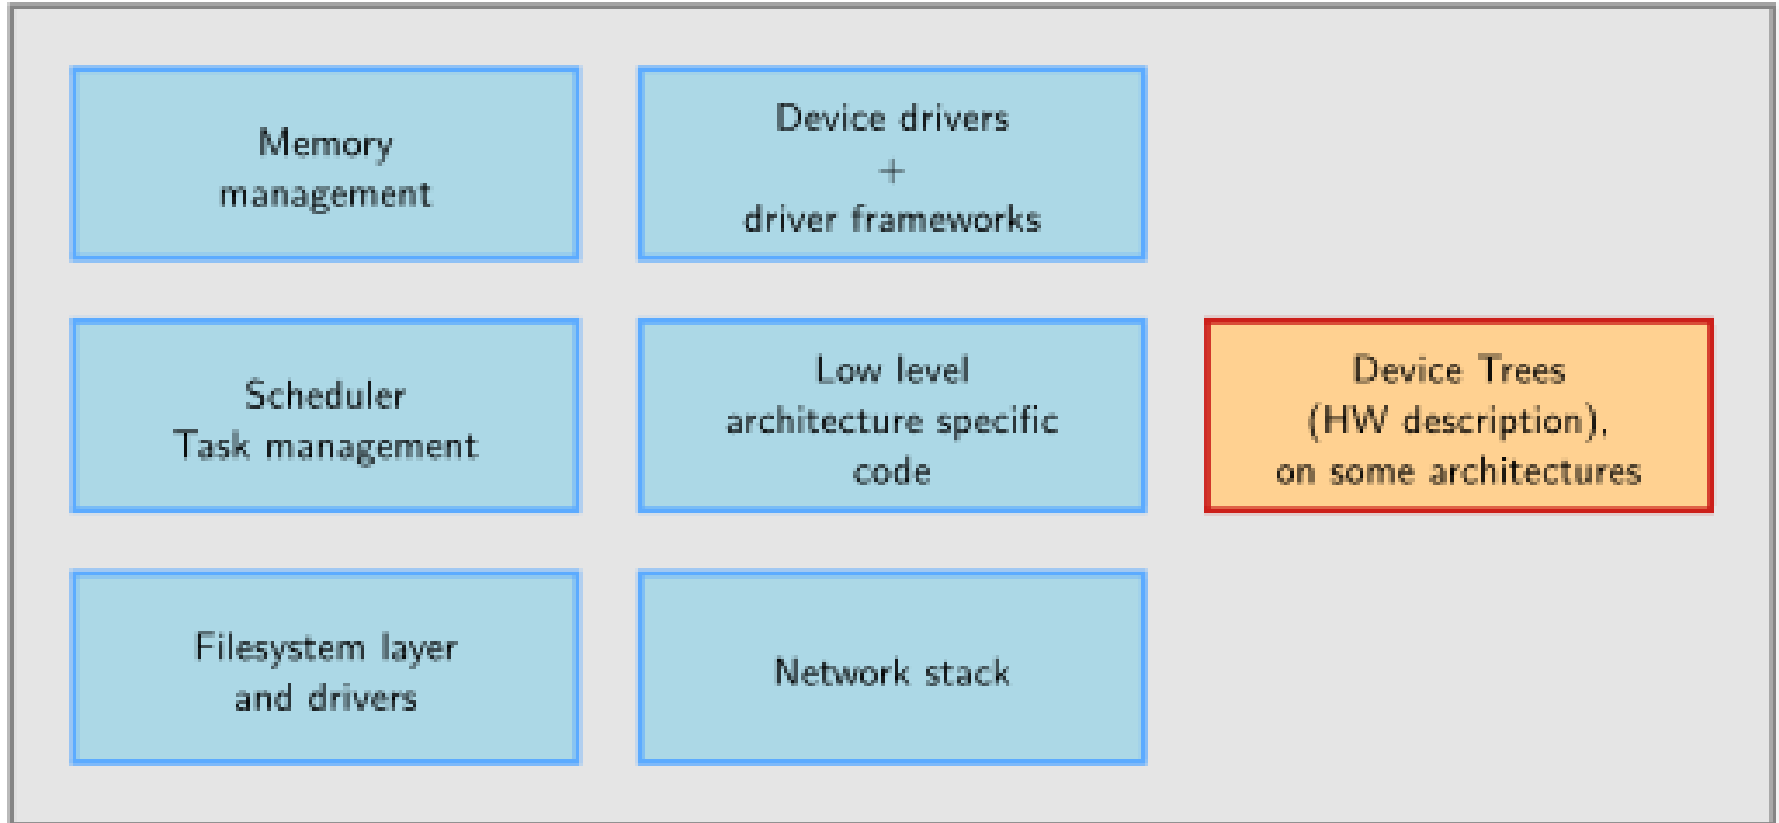 Memory
management
Device drivers
+
driver frameworks
Scheduler
Task management
Low level
architecture specific
code
Device Trees
(HW description),
on some architectures
Filesystem layer
and drivers
Network stack